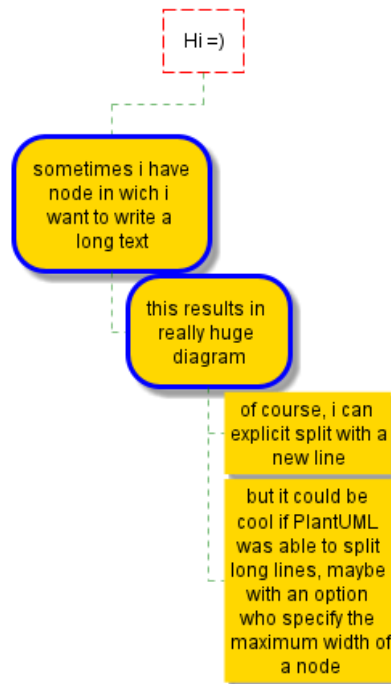 Hi =)
sometimes i have
node in wich i
want to write a
long text
this results in
really huge
diagram
of course, i can
explicit split with a
new line
but it could be
cool if PlantUML
was able to split
long lines, maybe
with an option
who specify the
maximum width of
a node